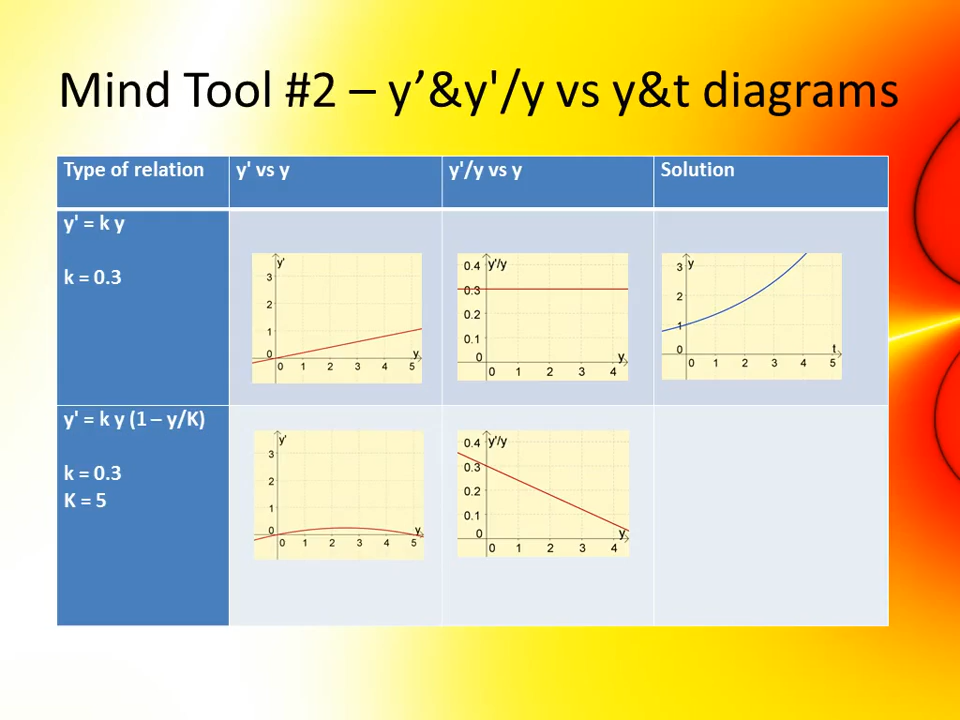 Mind Tool #2 – y’&y'/y vs y&t diagrams
Type of relation
y' vs y
y'/y vs y
Solution
y' = k y
k = 0.3
y'
3
2
1
0
y
0 1 2 3 4 5
0.4 y'/y
0.3
0.2
0.1
0
y
0 1 2 3 4
3 y
2
1
0
t
0 1 2 3 4 5
y' = k y (1 – y/K)
k = 0.3
K = 5
y'
3
2
1
0
y
0 1 2 3 4 5
0.4 y'/y
0.3
0.2
0.1
0
y
0 1 2 3 4